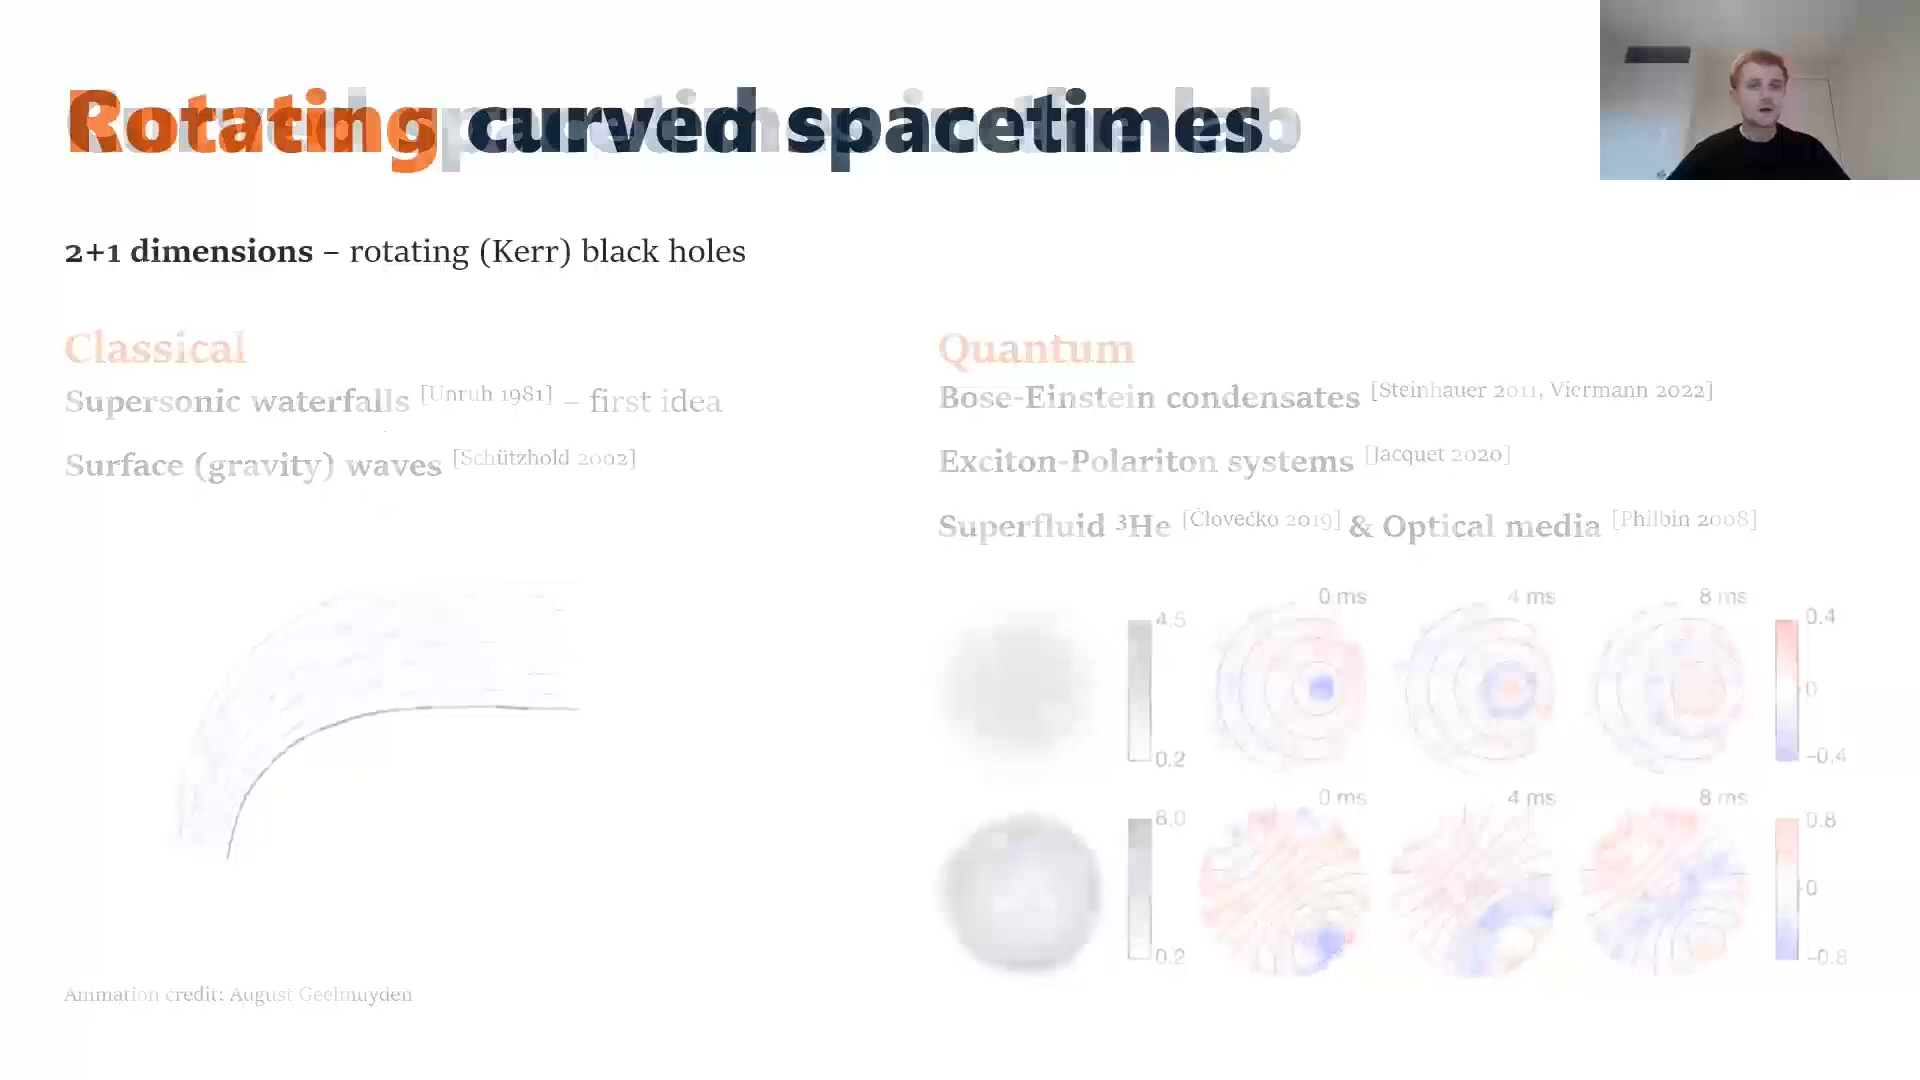 Rotating curved spacetimes
2+1 dimensions – rotating (Kerr) black holes
Classical
Supersonic waterfalls [Unruh 1981] – first idea
Surface (gravity) waves [Schützhold 2002]
Quantum
Bose-Einstein condensates [Steinhauer 2011, Viermann 2022]
Exciton-Polariton systems [Jacquet 2020]
Superfluid ³He [Človečko 2019] & Optical media [Philbin 2008]
0 ms 4 ms 8 ms
4.5
0.2
0.4
0
–0.4
0 ms 4 ms 8 ms
0.2
0.8
0
–0.8
Animation credit: August Geelmuyden